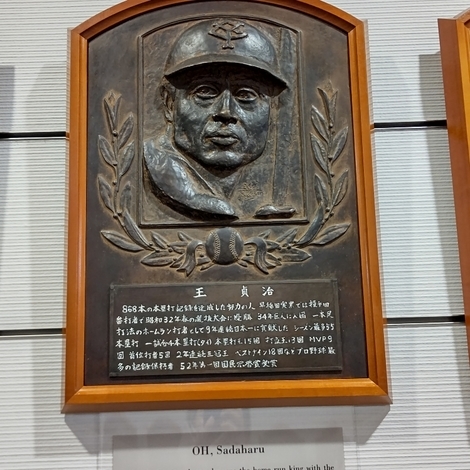 王 貞治
868本の本塁打記録を達成した努力の人 早稲田実業では投手四
番打者で昭和32年春の選抜大会に優勝 34年巨人に入団 一本足
打法のホームラン打者として9年連続日本一に貢献した シーズン最多55
本塁打 一試合4本塁打 本塁打王15回 打点王13回 MVP9
回 首位打者5回 2年連続三冠王 ベストナイン18回などプロ野球最
多の記録保持者 52年第一回国民栄誉賞受賞
OH, Sadaharu
the home run king with the